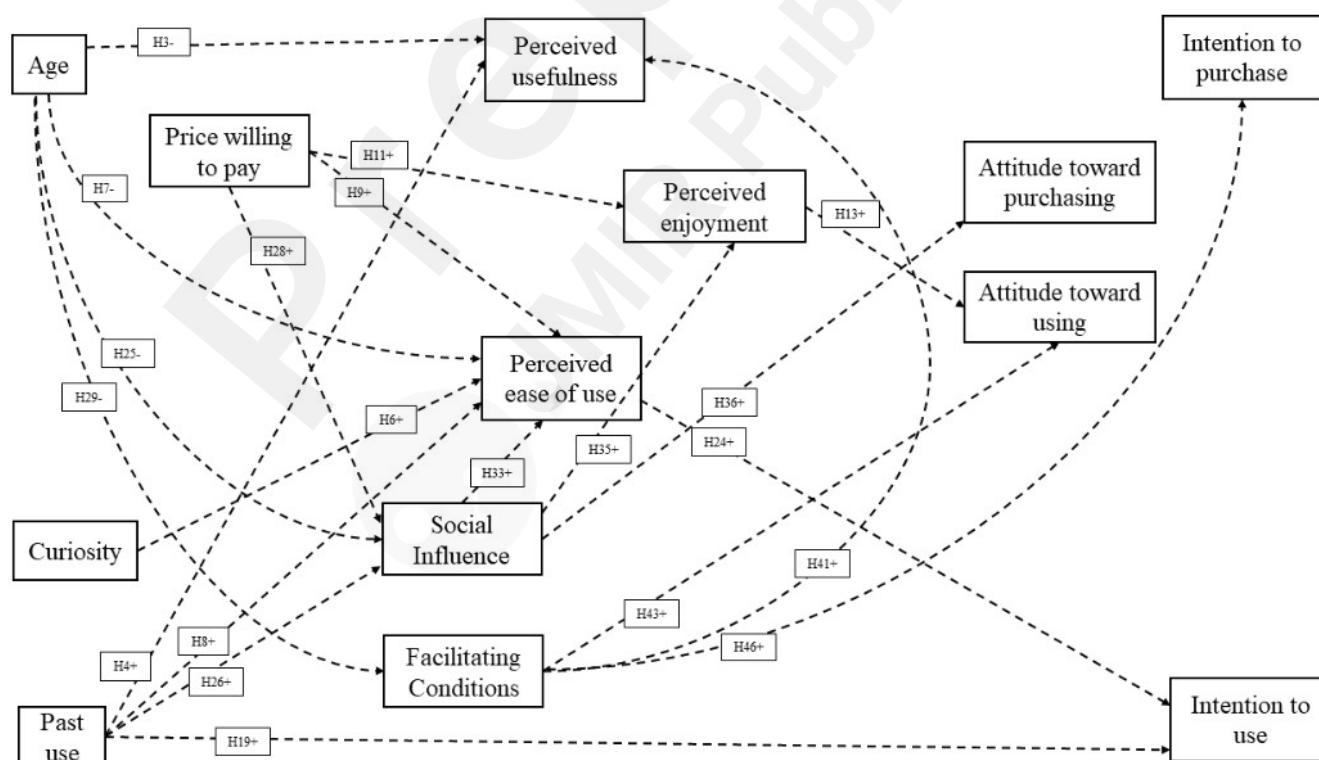 Age
H3-
Perceived
usefulness
Intention to
purchase
Price willing
to pay
H11+
H9+
H7-
Perceived
enjoyment
H13+
Attitude toward
purchasing
H28+
Attitude toward
using
H25-
H29-
Perceived
ease of use
H6+
H36+
H24+
H35+
H33+
Curiosity
Social
Influence
H41+
H43+
H46+
H8+
H4+
H26+
Facilitating
Conditions
Past
use
H19+
Intention to
use
JMIR Publ